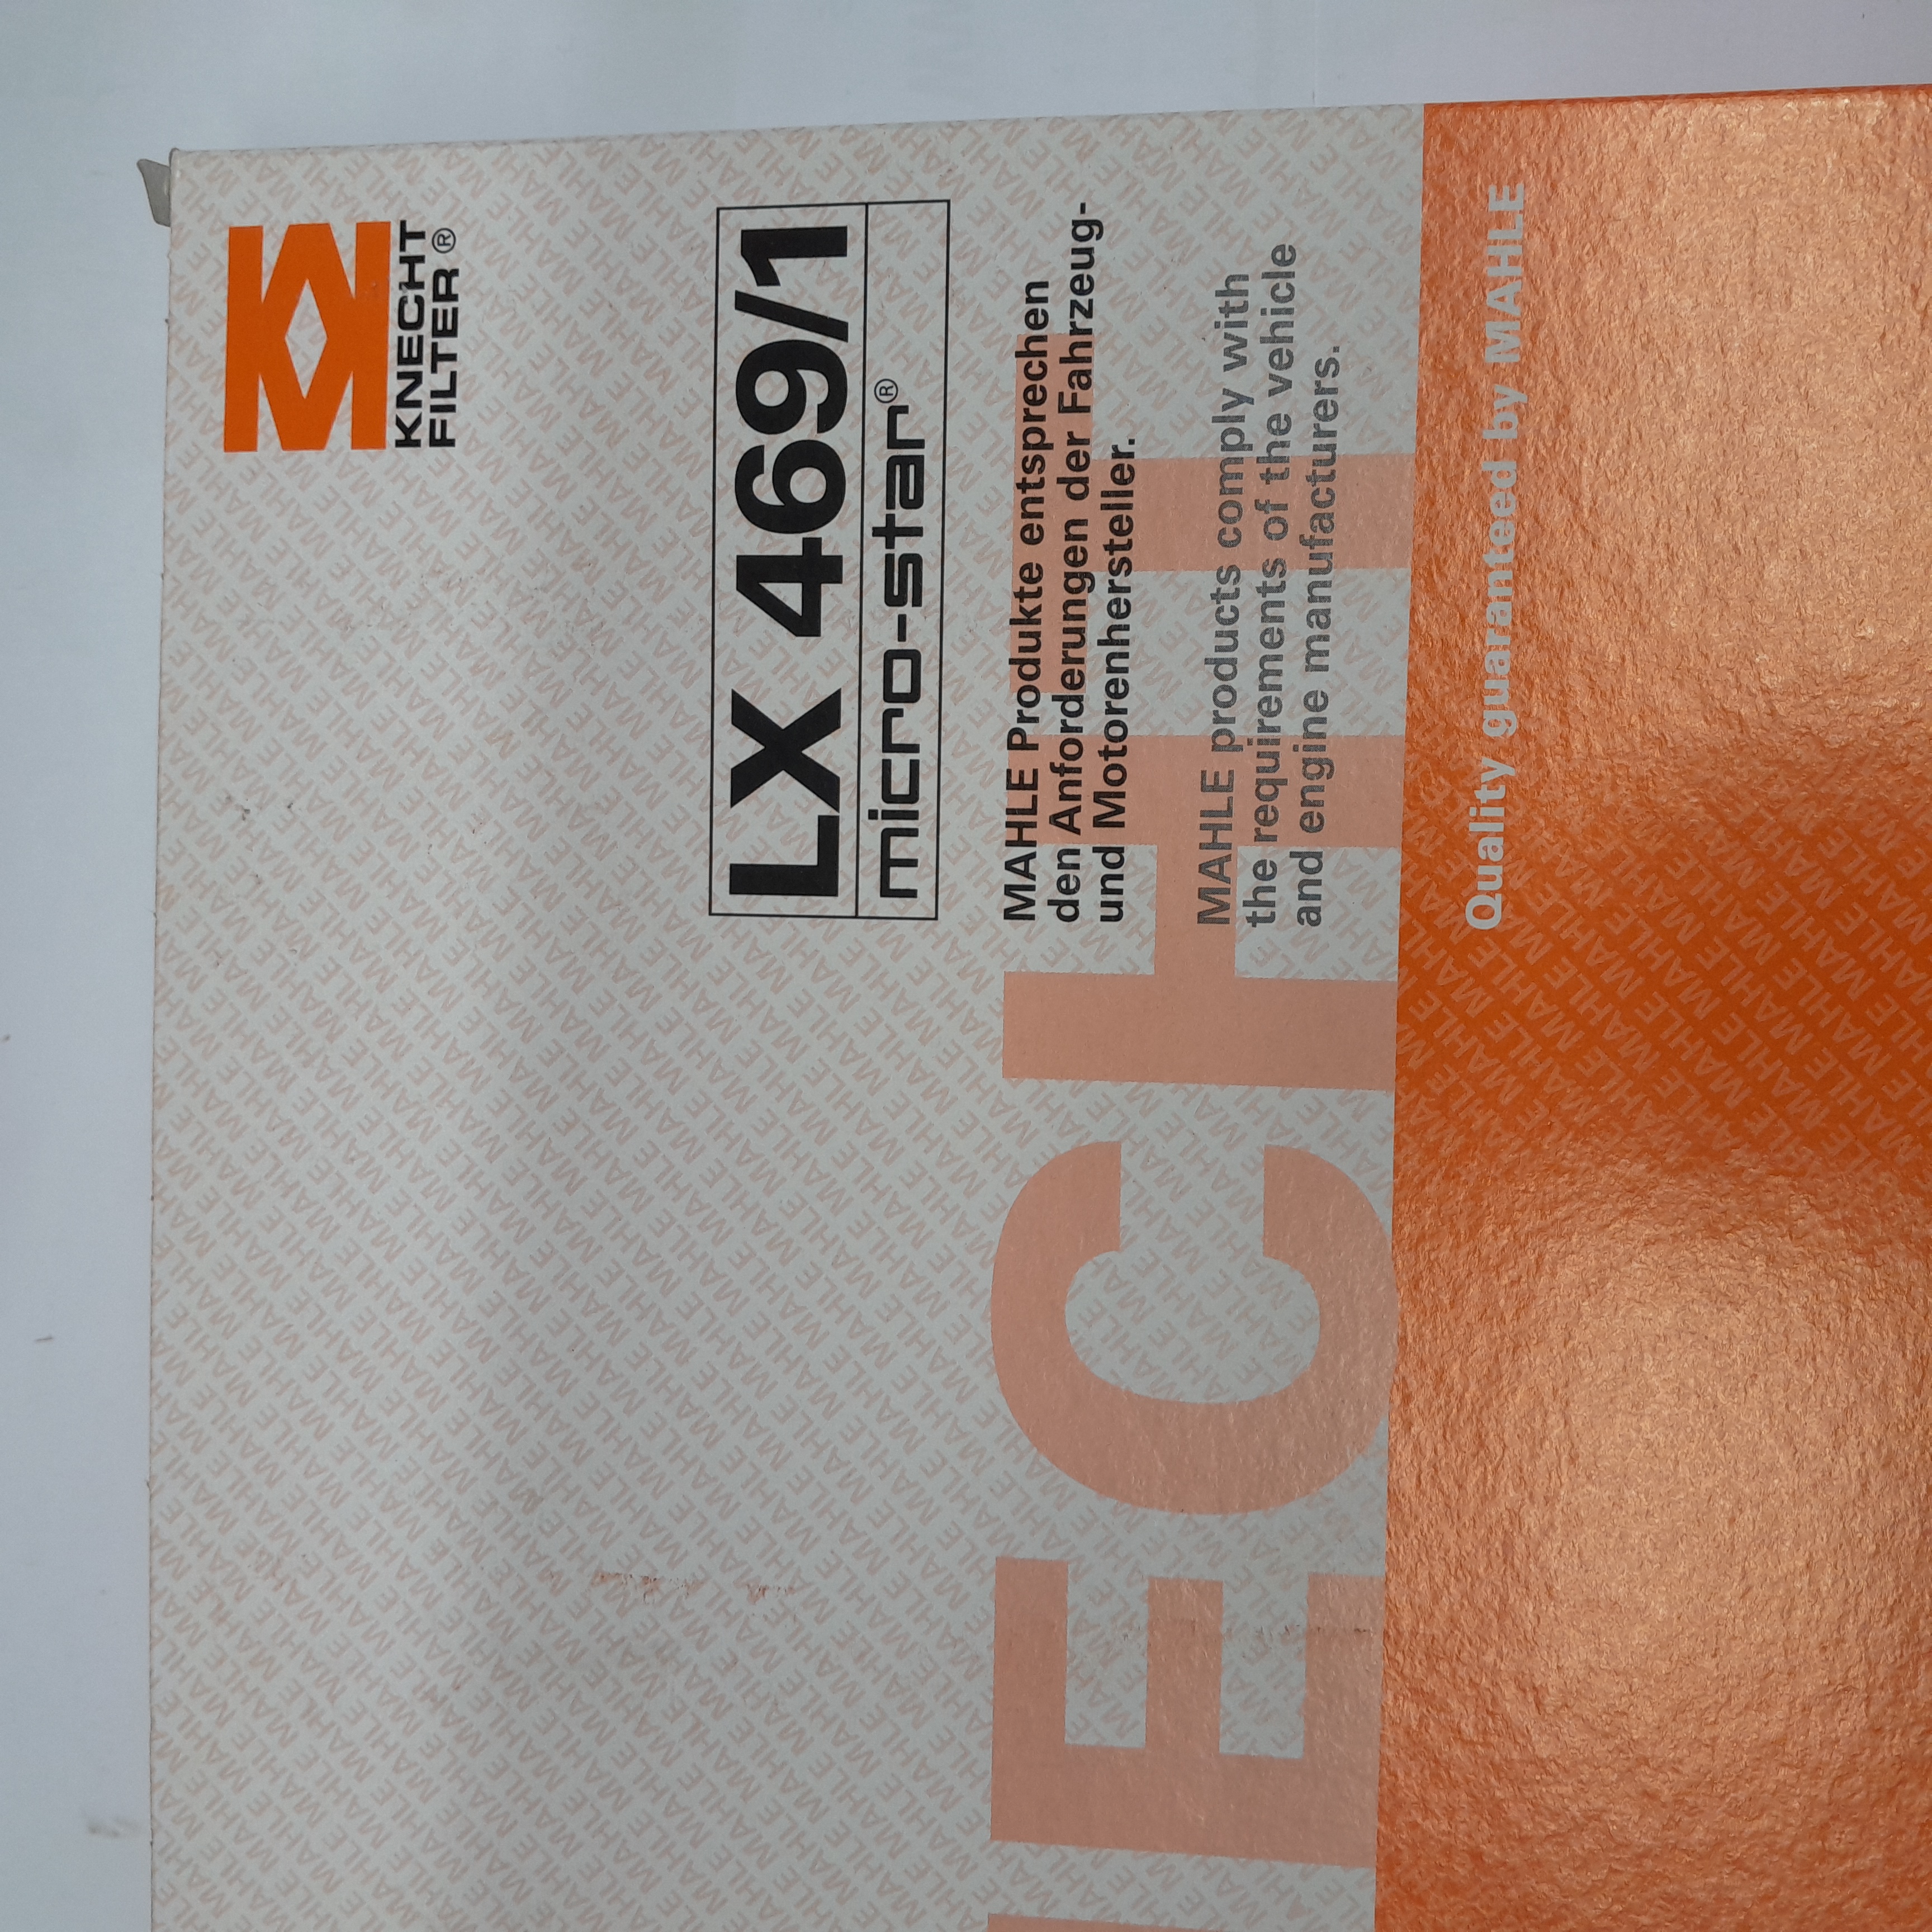 KNECHT
FILTER®
LX 469/1
micro-star®
MAHLE Produkte entsprechen
den Anforderungen der Fahrzeug-
und Motorenhersteller.
MAHLE products comply with
the requirements of the vehicle
and engine manufacturers.
ECHT
Quality guaranteed by MAHLE